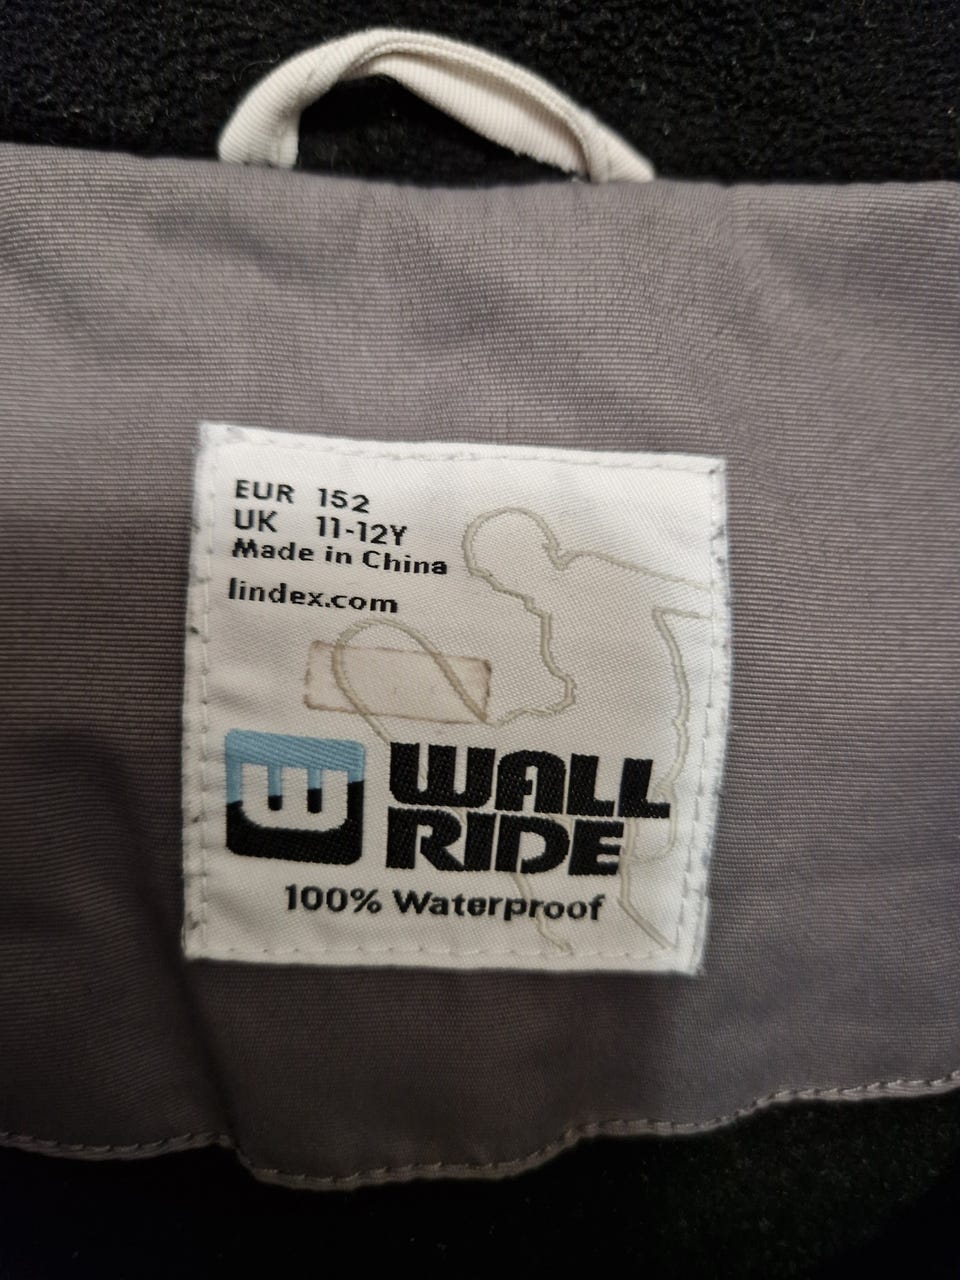 EUR 152
UK 11-12Y
Made in China
lindex.com
WALL
RIDE
100% Waterproof